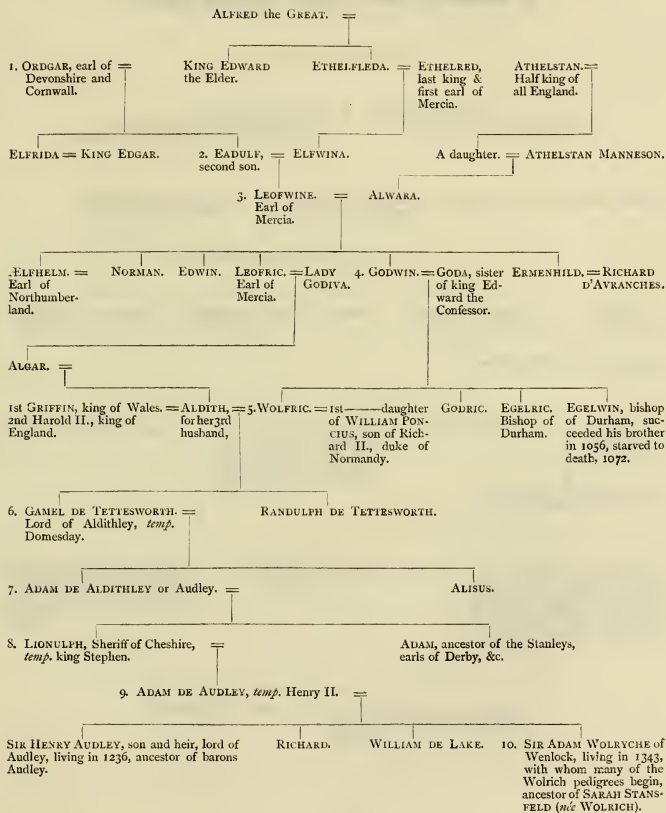 ALFRED the GREAT. =
1. ORDGAR, earl of =
Devonshire and
Cornwall.
KING EDWARD
the Elder.
ETHELFLEDA. =
ETHELRED,
last king &
first earl of
Mercia.
ATHELSTAN. =
Half king of
all England.
ELFRIDA = KING EDGAR.
2. EADULF, =
second son.
ELFWINA.
A daughter. = ATHELSTAN MANNESON.
3. LEOFWINE. =
Earl of
Mercia.
ALWARA.
ÆLFHELM. =
Earl of
Northumber-
land.
NORMAN.
EDWIN.
LEOFRIC. =
Earl of
Mercia.
LADY
GODIVA.
4. GODWIN. =
GODA, sister
of king Ed-
ward the
Confessor.
ERMENHILD. = RICHARD
D'AVRANCHES.
ALGAR. =
1st GRIFFIN, king of Wales. =
2nd Harold II., king of
England.
ALDITH, =
for her 3rd
husband,
5. WOLFRIC. =
1st——daughter
of WILLIAM PON-
CIUS, son of Rich-
ard II., duke of
Normandy.
GODRIC.
EGELRIC.
Bishop of
Durham.
EGELWIN, bishop
of Durham, suc-
ceeded his brother
in 1056, starved to
death, 1072.
6. GAMEL DE TETTESWORTH. =
Lord of Aldithley, temp.
Domesday.
RANDULPH DE TETTESWORTH.
7. ADAM DE ALDITHLEY or Audley. =
ALISUS.
8. LIONULPH, Sheriff of Cheshire, =
temp. king Stephen.
ADAM, ancestor of the Stanleys,
earls of Derby, &c.
9. ADAM DE AUDLEY, temp. Henry II. =
SIR HENRY AUDLEY, son and heir, lord of
Audley, living in 1236, ancestor of barons
Audley.
RICHARD.
WILLIAM DE LAKE.
10. SIR ADAM WOLRYCHE of
Wenlock, living in 1343,
with whom many of the
Wolrich pedigrees begin,
ancestor of SARAH STANS-
FELD (née WOLRICH).